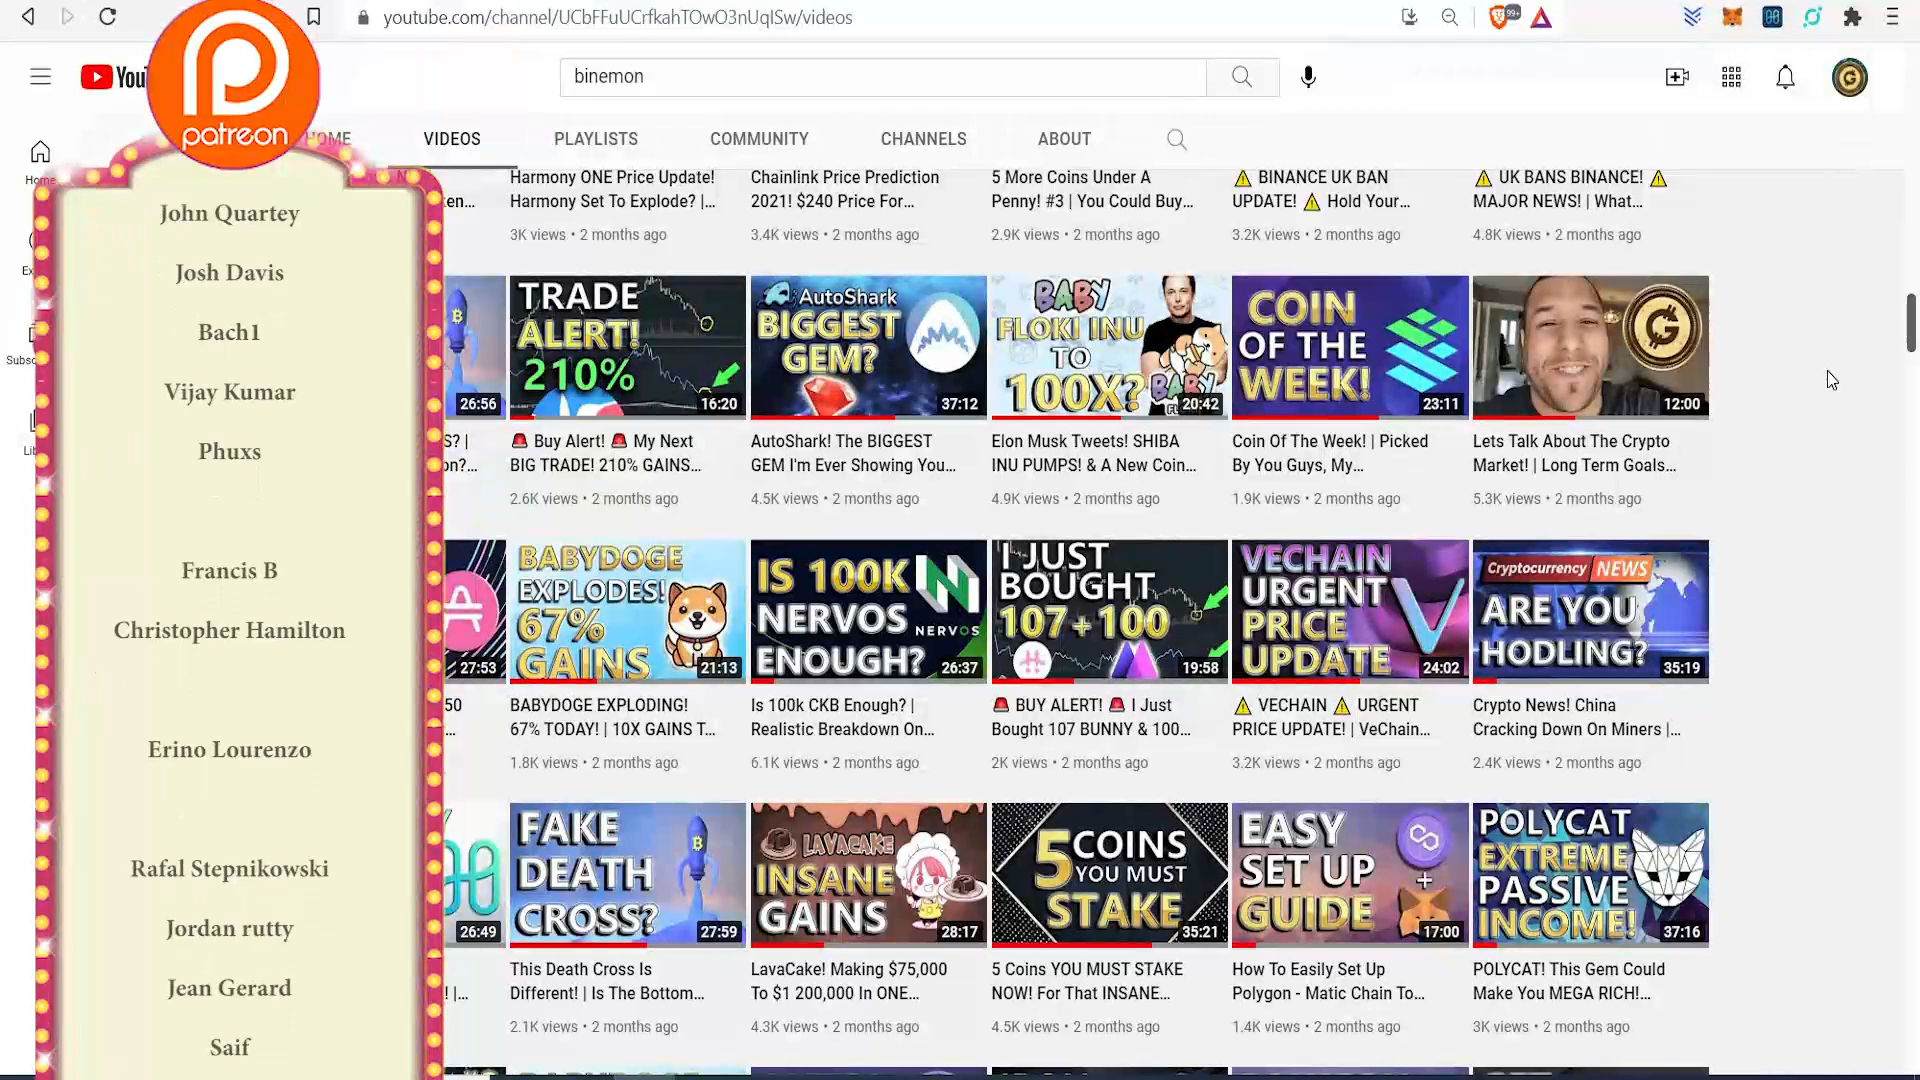 youtube.com/channel/UCbFFuUCrfkahTOwO3nUqISw/videos
99+
You
binemon
patreon
HOME
VIDEOS
PLAYLISTS
COMMUNITY
CHANNELS
ABOUT
Home
John Quartey
Josh Davis
Bach1
Vijay Kumar
Phuxs
Francis B
Christopher Hamilton
Erino Lourenzo
Rafal Stepnikowski
Jordan rutty
Jean Gerard
Saif
Harmony ONE Price Update!
Harmony Set To Explode? |...
3K views • 2 months ago
Chainlink Price Prediction
2021! $240 Price For...
3.4K views • 2 months ago
5 More Coins Under A
Penny! #3 | You Could Buy...
2.9K views • 2 months ago
⚠ BINANCE UK BAN
UPDATE! ⚠ Hold Your...
3.2K views • 2 months ago
⚠ UK BANS BINANCE! ⚠
MAJOR NEWS! | What...
4.8K views • 2 months ago
26:56
TRADE
ALERT!
210%
16:20
AutoShark
BIGGEST
GEM?
37:12
BABY
FLOKI INU
TO
100X?
BABY
20:42
COIN
OF THE
WEEK!
23:11
12:00
🚨 Buy Alert! 🚨 My Next
BIG TRADE! 210% GAINS...
2.6K views • 2 months ago
AutoShark! The BIGGEST
GEM I'm Ever Showing You...
4.5K views • 2 months ago
Elon Musk Tweets! SHIBA
INU PUMPS! & A New Coin...
4.9K views • 2 months ago
Coin Of The Week! | Picked
By You Guys, My...
1.9K views • 2 months ago
Lets Talk About The Crypto
Market! | Long Term Goals...
5.3K views • 2 months ago
27:53
BABYDOGE
EXPLODES!
67%
GAINS
21:13
IS 100K
NERVOS
ENOUGH?
NERVOS
26:37
I JUST
BOUGHT
107 + 100
19:58
VECHAIN
URGENT
PRICE
UPDATE
24:02
Cryptocurrency NEWS
ARE YOU
HODLING?
35:19
BABYDOGE EXPLODING!
67% TODAY! | 10X GAINS T...
1.8K views • 2 months ago
Is 100k CKB Enough? |
Realistic Breakdown On...
6.1K views • 2 months ago
🚨 BUY ALERT! 🚨 I Just
Bought 107 BUNNY & 100...
2K views • 2 months ago
⚠ VECHAIN ⚠ URGENT
PRICE UPDATE! | VeChain...
3.2K views • 2 months ago
Crypto News! China
Cracking Down On Miners |...
2.4K views • 2 months ago
26:49
FAKE
DEATH
CROSS?
27:59
LAVACAKE
INSANE
GAINS
28:17
5 COINS
YOU MUST
STAKE
35:21
EASY
SET UP
GUIDE
17:00
POLYCAT
EXTREME
PASSIVE
INCOME!
37:16
This Death Cross Is
Different! | Is The Bottom...
2.1K views • 2 months ago
LavaCake! Making $75,000
To $1 200,000 In ONE...
4.3K views • 2 months ago
5 Coins YOU MUST STAKE
NOW! For That INSANE...
4.5K views • 2 months ago
How To Easily Set Up
Polygon - Matic Chain To...
1.4K views • 2 months ago
POLYCAT! This Gem Could
Make You MEGA RICH!...
3K views • 2 months ago